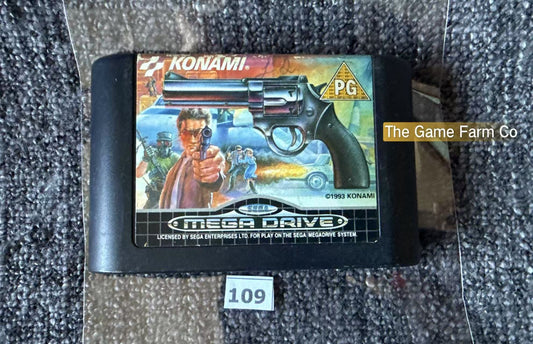 KONAMI
PG
The Game Farm Co
©1993 KONAMI
SEGA
MEGA DRIVE
LICENSED BY SEGA ENTERPRISES LTD. FOR PLAY ON THE SEGA MEGADRIVE SYSTEM.
109